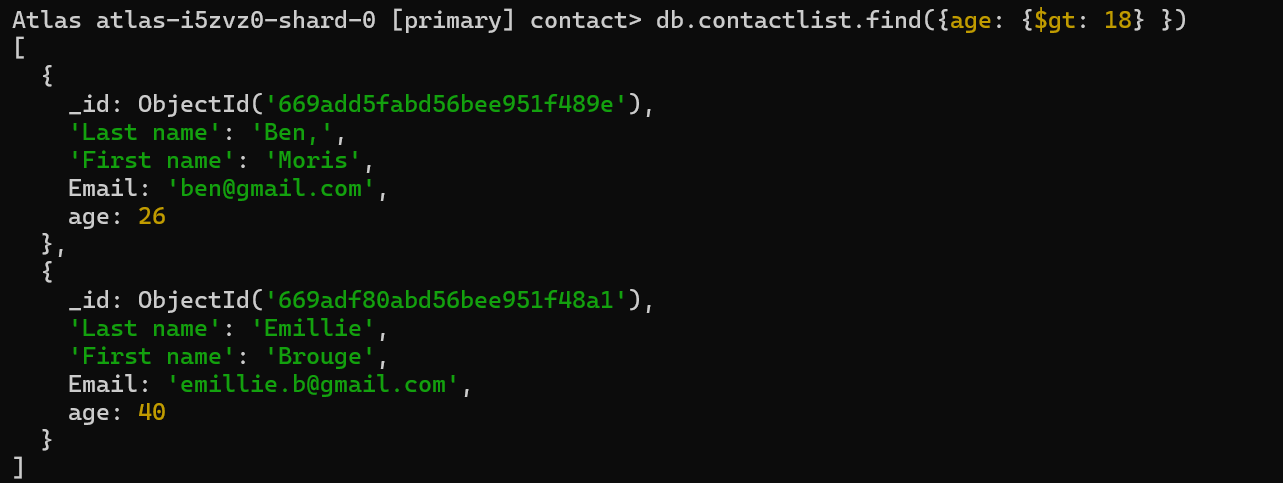 Atlas atlas-i5zvz0-shard-0 [primary] contact> db.contactlist.find({age: {$gt: 18} })
[
  {
    _id: ObjectId('669add5fabd56bee951f489e'),
    'Last name': 'Ben,',
    'First name': 'Moris',
    Email: 'ben@gmail.com',
    age: 26
  },
  {
    _id: ObjectId('669adf80abd56bee951f48a1'),
    'Last name': 'Emillie',
    'First name': 'Brouge',
    Email: 'emillie.b@gmail.com',
    age: 40
  }
]